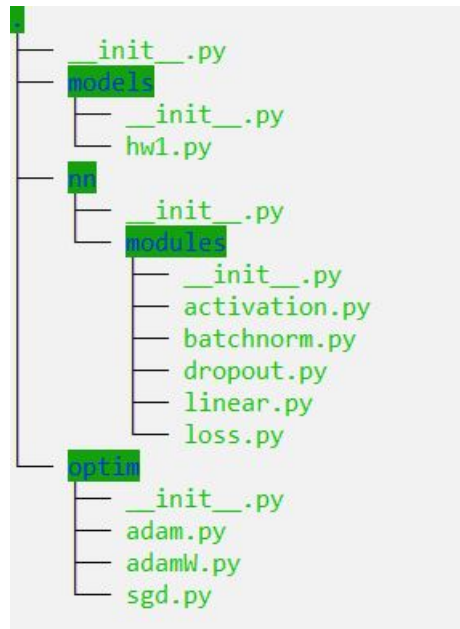 .
__init__.py
models
__init__.py
hw1.py
nn
__init__.py
modules
__init__.py
activation.py
batchnorm.py
dropout.py
linear.py
loss.py
optim
__init__.py
adam.py
adamW.py
sgd.py